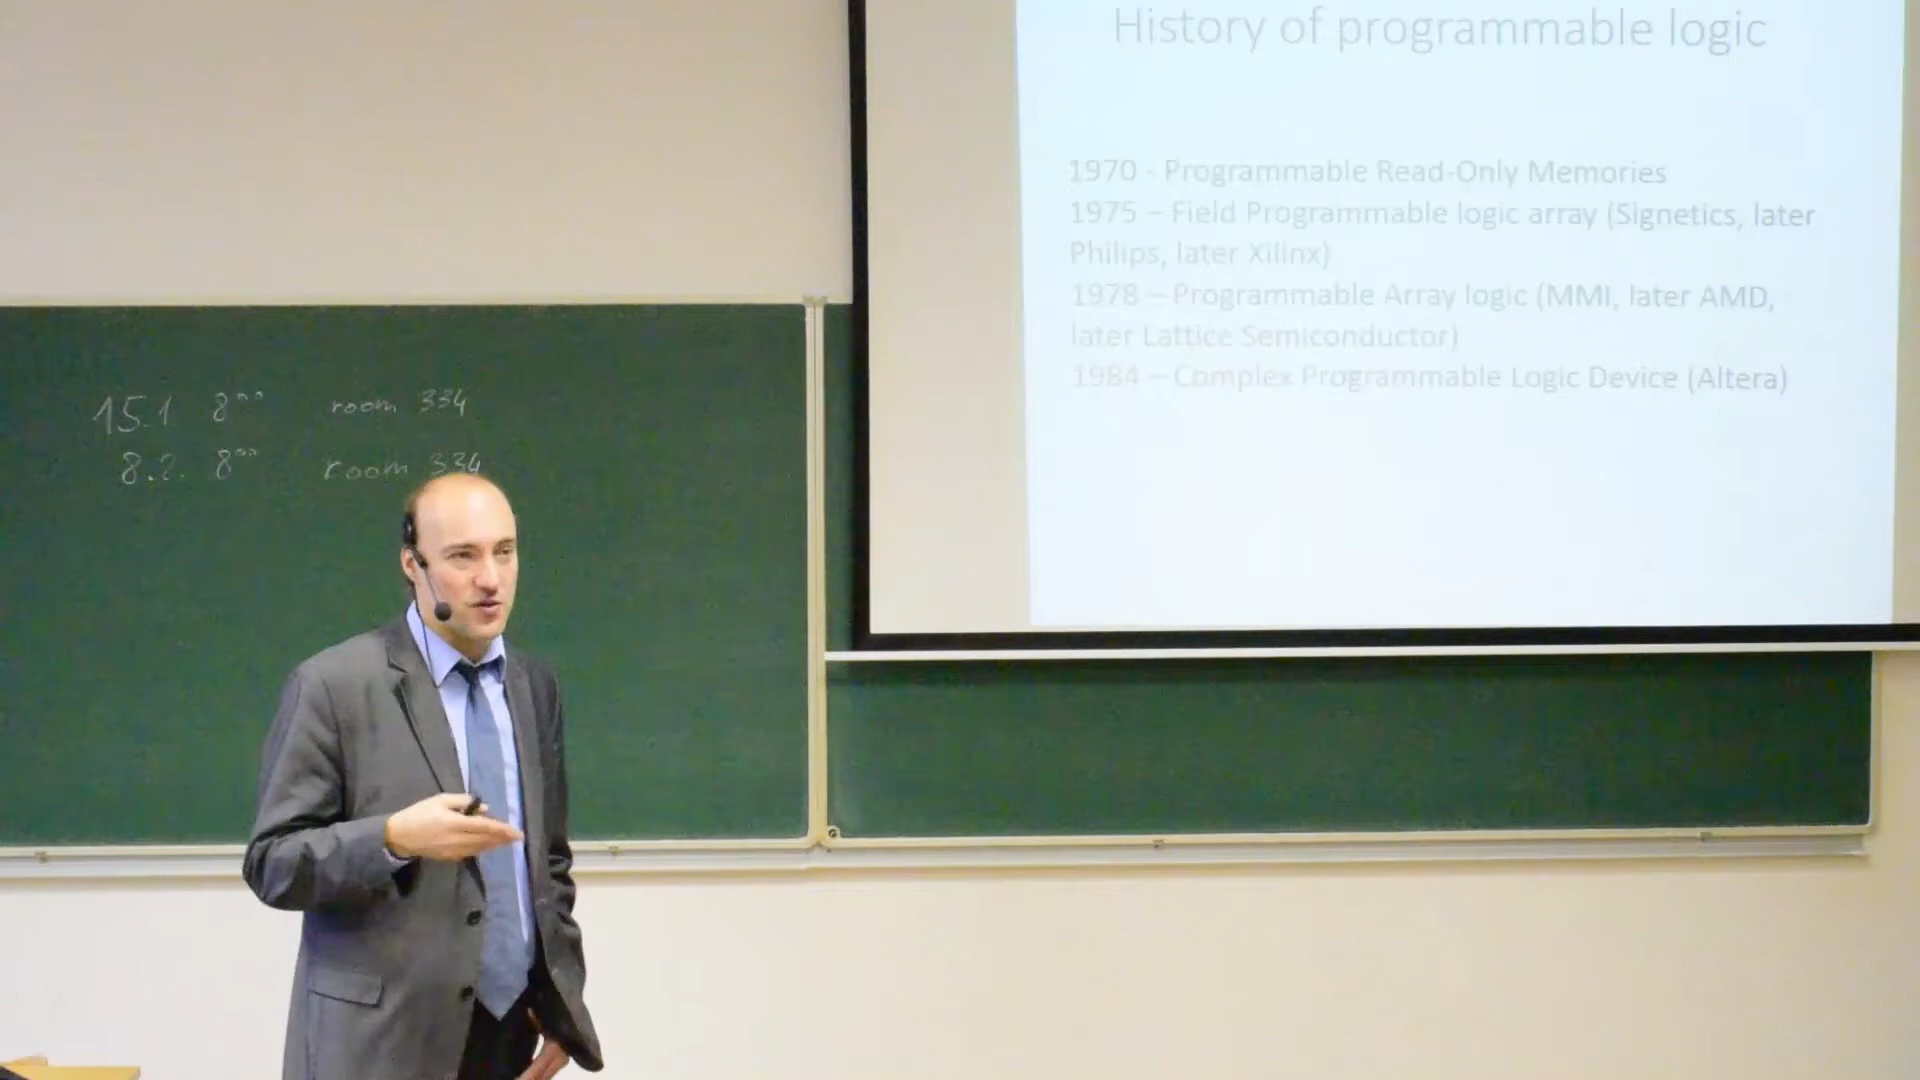 History of programmable logic
1970 - Programmable Read-Only Memories
1975 – Field Programmable logic array (Signetics, later
Philips, later Xilinx)
1978 – Programmable Array logic (MMI, later AMD,
later Lattice Semiconductor)
1984 – Complex Programmable Logic Device (Altera)
15.1 8⁰⁰ room 334
8.2. 8⁰⁰ room 334